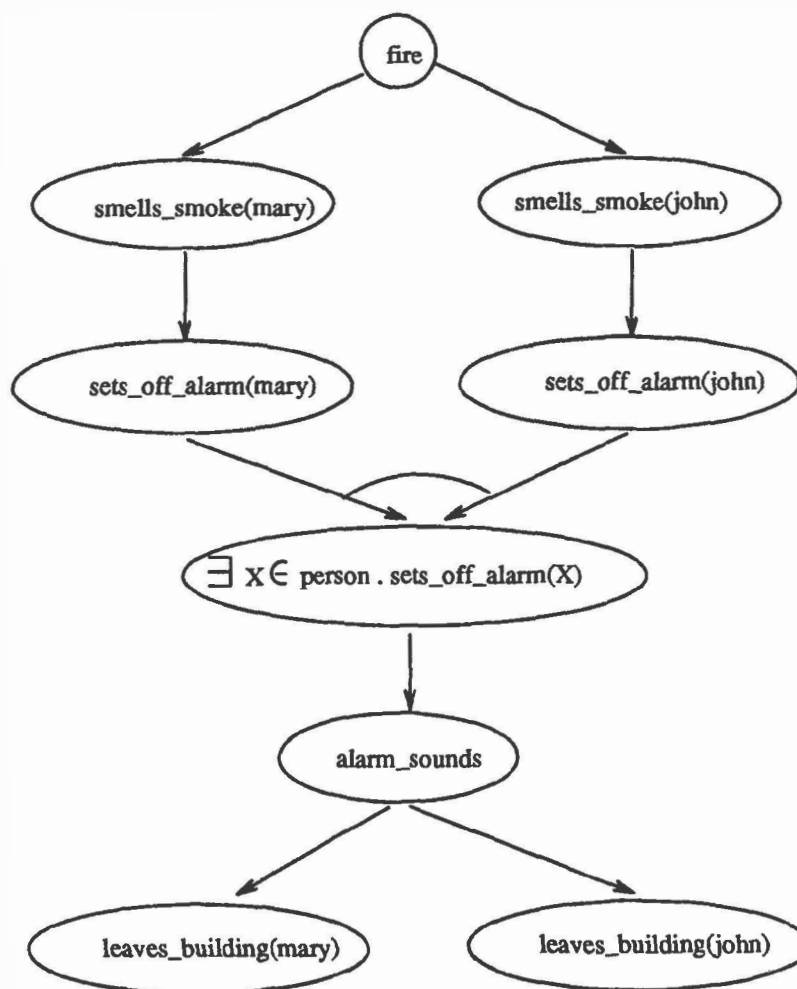 fire
smells_smoke(mary)
smells_smoke(john)
sets_off_alarm(mary)
sets_off_alarm(john)
∃ X ∈ person . sets_off_alarm(X)
alarm_sounds
leaves_building(mary)
leaves_building(john)